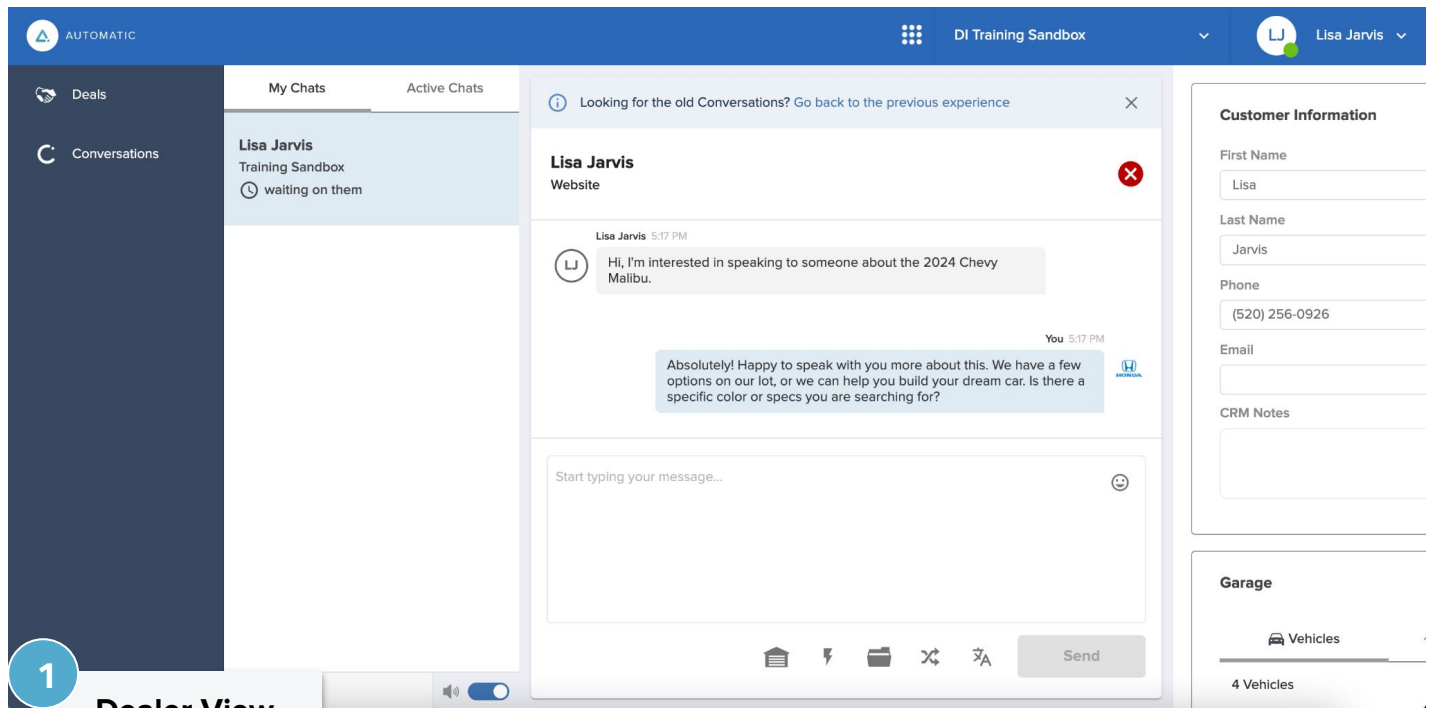 AUTOMATIC
DI Training Sandbox
LJ
Lisa Jarvis
Deals
Conversations
My Chats
Active Chats
Lisa Jarvis
Training Sandbox
waiting on them
Looking for the old Conversations? Go back to the previous experience
Lisa Jarvis
Website
Lisa Jarvis 5:17 PM
LJ
Hi, I'm interested in speaking to someone about the 2024 Chevy
Malibu.
You 5:17 PM
Absolutely! Happy to speak with you more about this. We have a few
options on our lot, or we can help you build your dream car. Is there a
specific color or specs you are searching for?
HONDA
Start typing your message...
Send
Customer Information
First Name
Lisa
Last Name
Jarvis
Phone
(520) 256-0926
Email
CRM Notes
Garage
Vehicles
4 Vehicles
1
Dealer View